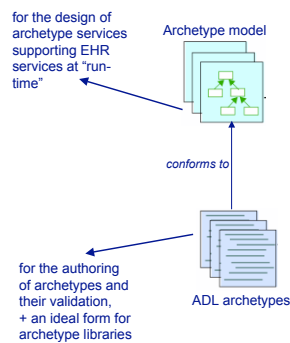 for the design of
archetype services
supporting EHR
services at “run-
time”
Archetype model
conforms to
for the authoring
of archetypes and
their validation,
+ an ideal form for
archetype libraries
ADL archetypes